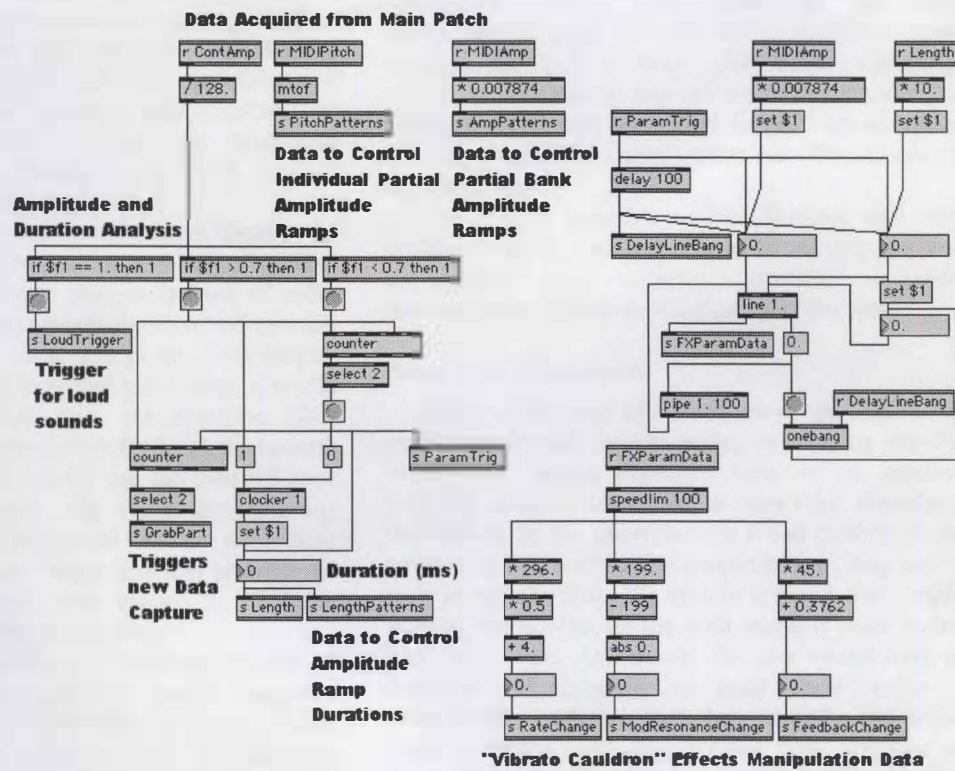 Data Acquired from Main Patch
r ContAmp
r MIDIPitch
r MIDIAmp
r MIDIAmp
r Length
/ 128.
mtof
* 0.007874
* 0.007874
* 10.
s PitchPatterns
s AmpPatterns
r ParamTrig
set $1
set $1
Data to Control
Individual Partial
Amplitude
Ramps
Data to Control
Partial Bank
Amplitude
Ramps
delay 100
Amplitude and
Duration Analysis
s DelayLineBang
0.
0.
if $f1 == 1. then 1
if $f1 > 0.7 then 1
if $f1 < 0.7 then 1
set $1
line 1.
0.
s LoudTrigger
counter
s FXParamData
0.
Trigger
for loud
sounds
select 2
pipe 1. 100
r DelayLineBang
onebang
counter
1
0
s ParamTrig
r FXParamData
select 2
clocker 1
speedlim 100
s GrabPart
set $1
Triggers
new Data
Capture
0
Duration (ms)
* 296.
* 199.
* 45.
s Length
s LengthPatterns
* 0.5
- 199
+ 0.3762
Data to Control
Amplitude
Ramp
Durations
+ 4.
abs 0.
0.
0
0.
s RateChange
s ModResonanceChange
s FeedbackChange
"Vibrato Cauldron" Effects Manipulation Data